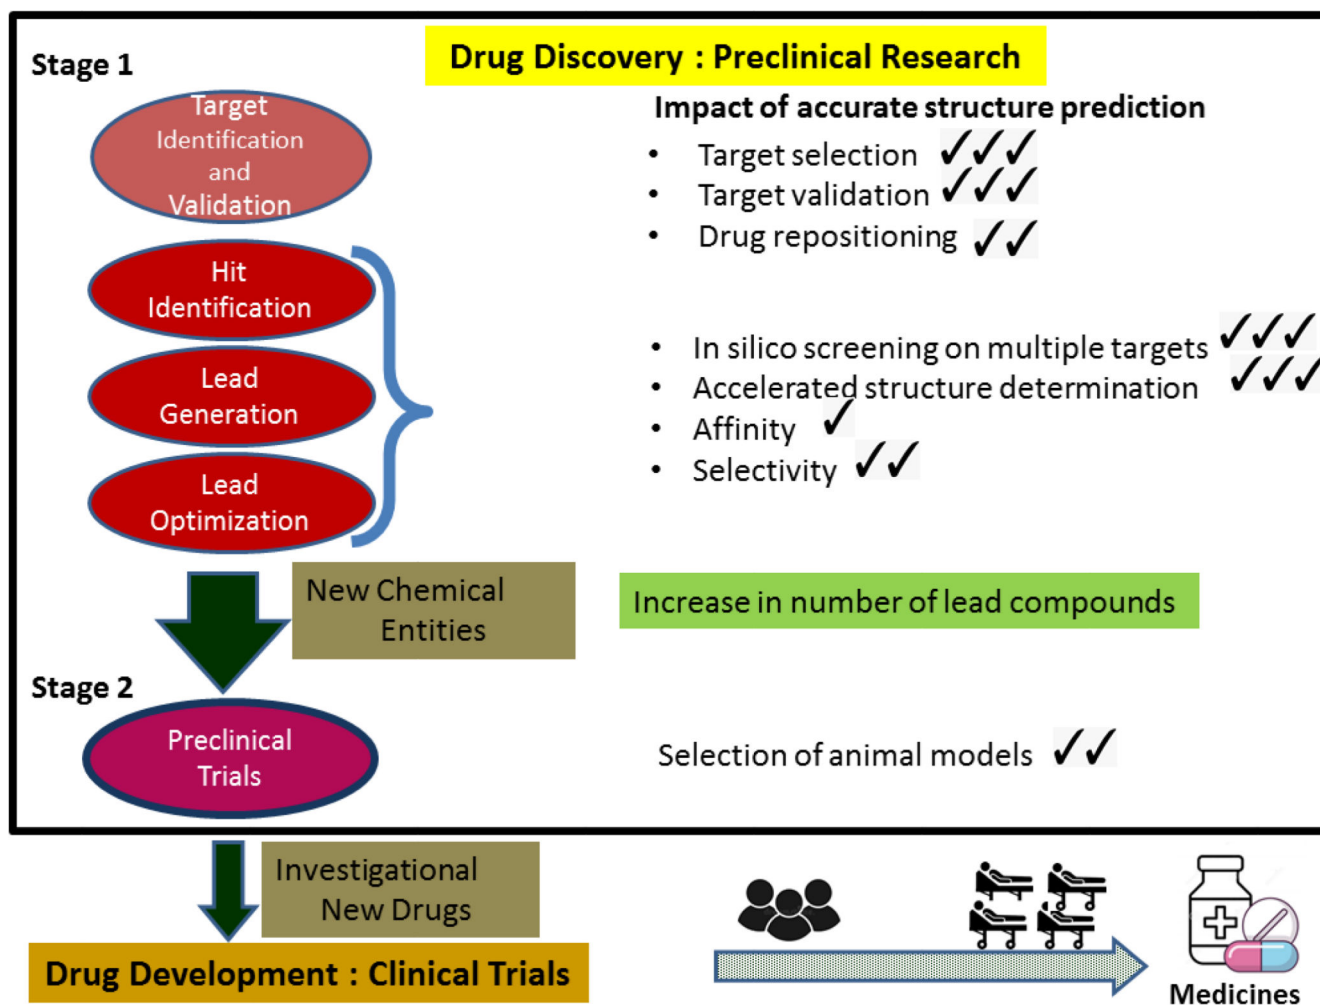 Stage 1
Drug Discovery : Preclinical Research
Target
Identification
and
Validation
Impact of accurate structure prediction
• Target selection ✓✓✓
• Target validation ✓✓✓
• Drug repositioning ✓✓
Hit
Identification
Lead
Generation
Lead
Optimization
• In silico screening on multiple targets ✓✓✓
• Accelerated structure determination ✓✓✓
• Affinity ✓
• Selectivity ✓✓
New Chemical
Entities
Increase in number of lead compounds
Stage 2
Preclinical
Trials
Selection of animal models ✓✓
Investigational
New Drugs
Drug Development : Clinical Trials
Medicines